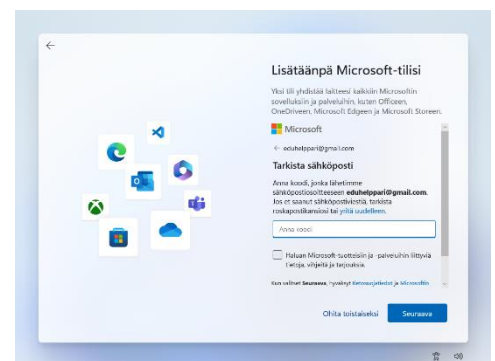 Lisätäänpä Microsoft-tilisi
Yksi tili yhdistää laitteesi kaikkiin Microsoftin
sovelluksiin ja palveluihin, kuten Officeen,
OneDriveen, Microsoft Edgeen ja Microsoft Storeen.
Microsoft
← eduhelppari@gmail.com
Tarkista sähköposti
Anna koodi, jonka lähetimme
sähköpostiosoitteeseen eduhelppari@gmail.com.
Jos et saanut sähköpostiviestiä, tarkista
roskapostikansiosi tai yritä uudelleen.
Anna koodi
Haluan Microsoft-tuotteisiin ja -palveluihin liittyviä
tietoja, vihjeitä ja tarjouksia.
Kun valitset Seuraava, hyväksyt Kertosujatiedot ja Microsoftin
Ohita toistaiseksi
Seuraava